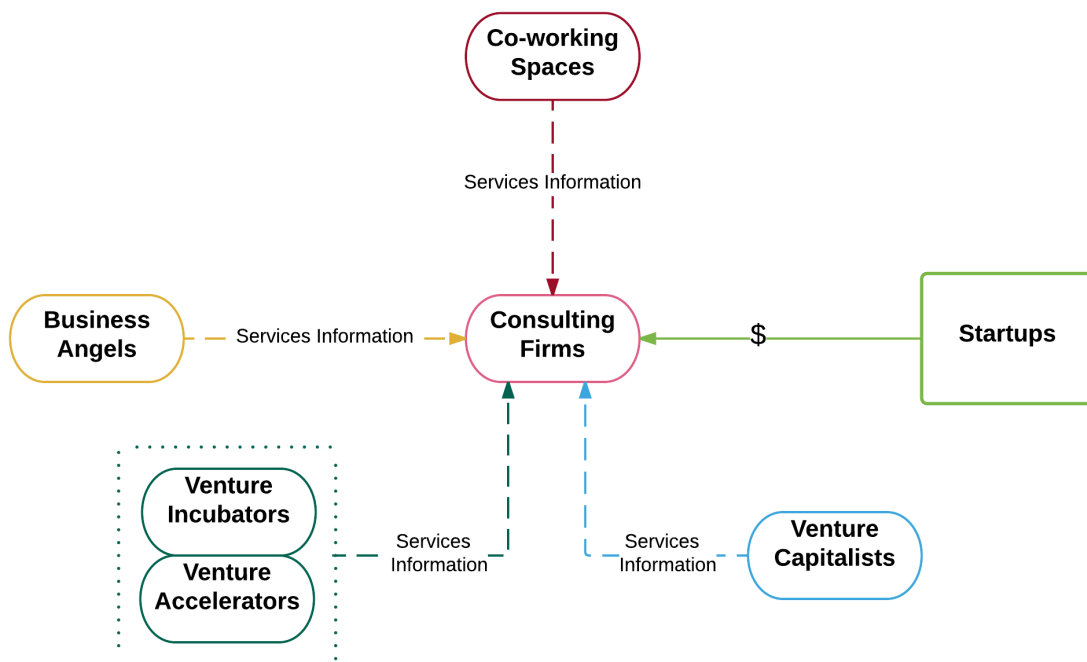 Co-working
Spaces
Services Information
Business
Angels
Services Information
Consulting
Firms
$
Startups
Venture
Incubators
Venture
Accelerators
Services
Information
Services
Information
Venture
Capitalists